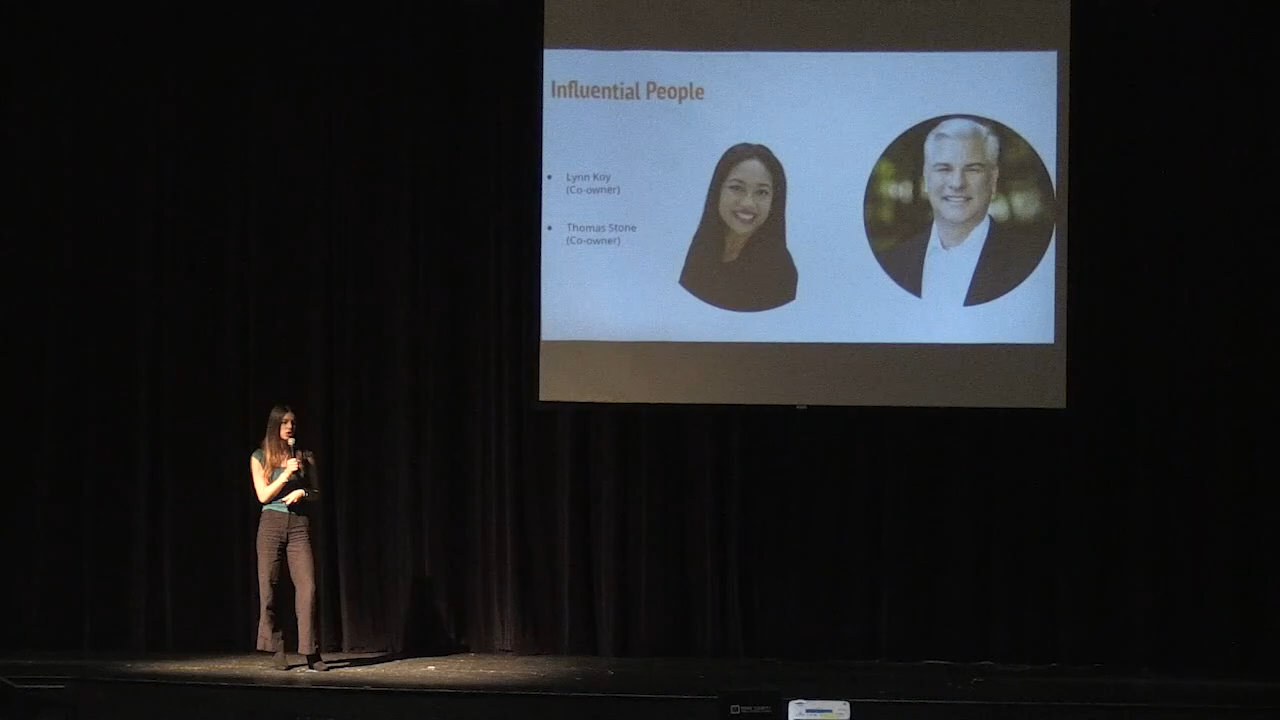 Influential People
• Lynn Koy
(Co-owner)
• Thomas Stone
(Co-owner)